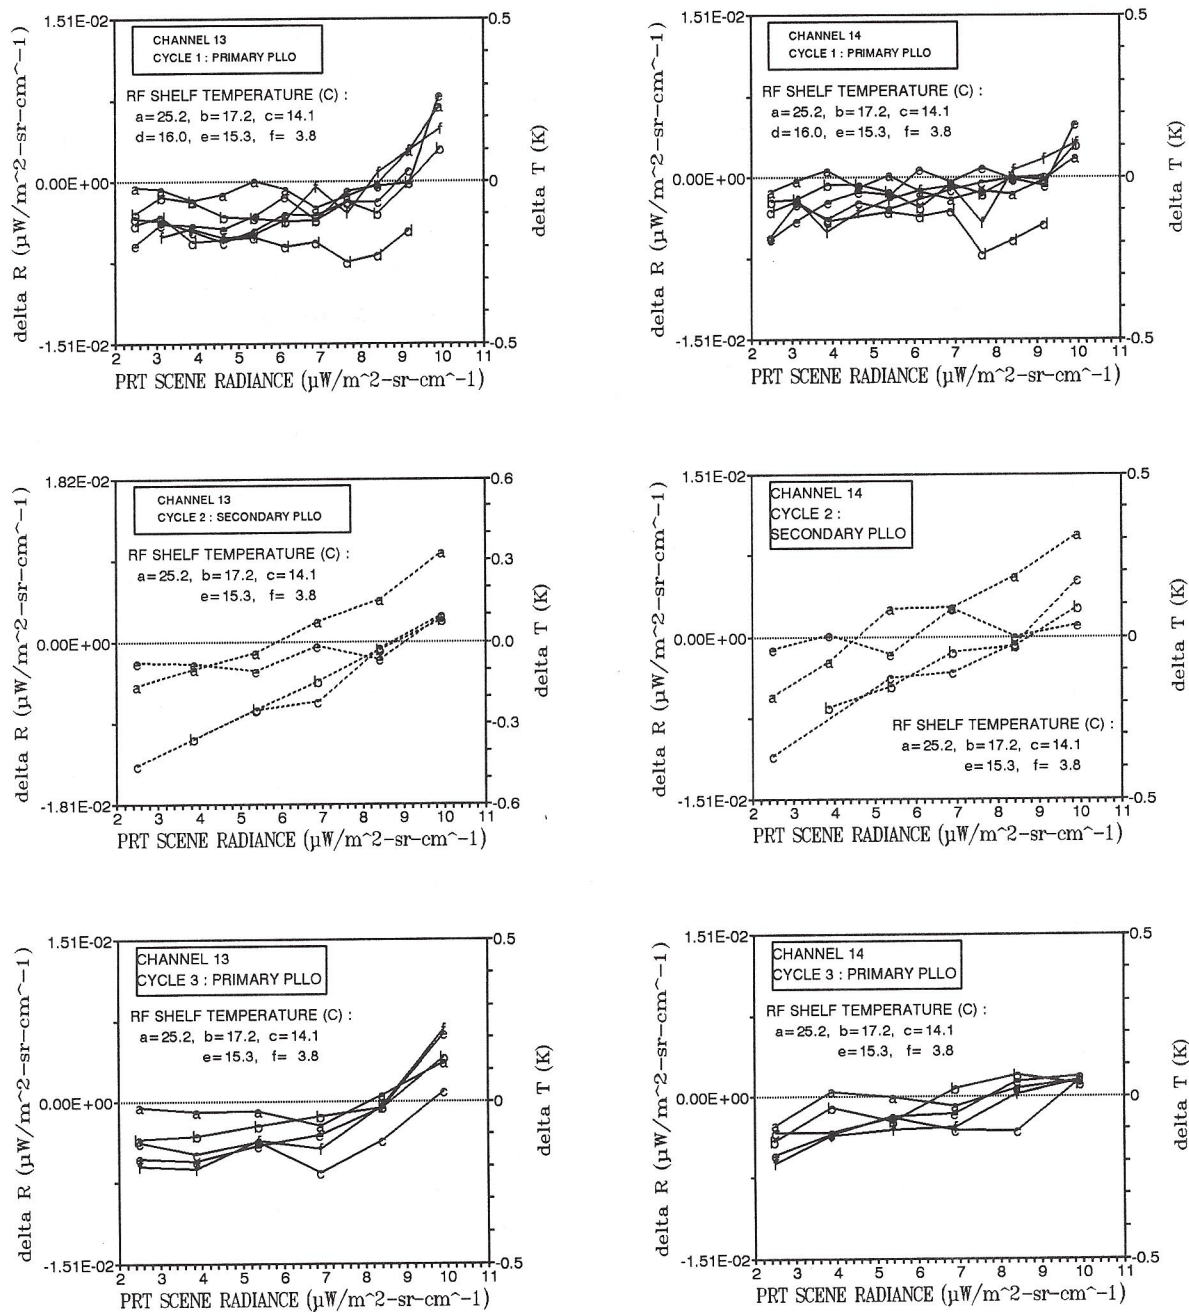 1.51E-02
0.5
CHANNEL 13
CYCLE 1 : PRIMARY PLLO
RF SHELF TEMPERATURE (C) :
a=25.2, b=17.2, c=14.1
d=16.0, e=15.3, f= 3.8
0.00E+00
0
-1.51E-02
-0.5
2 3 4 5 6 7 8 9 10 11
PRT SCENE RADIANCE (µW/m^2-sr-cm^-1)
delta R (µW/m^2-sr-cm^-1)
delta T (K)
1.51E-02
0.5
CHANNEL 14
CYCLE 1 : PRIMARY PLLO
RF SHELF TEMPERATURE (C) :
a=25.2, b=17.2, c=14.1
d=16.0, e=15.3, f= 3.8
0.00E+00
0
-1.51E-02
-0.5
2 3 4 5 6 7 8 9 10 11
PRT SCENE RADIANCE (µW/m^2-sr-cm^-1)
delta R (µW/m^2-sr-cm^-1)
delta T (K)
1.82E-02
0.6
CHANNEL 13
CYCLE 2 : SECONDARY PLLO
RF SHELF TEMPERATURE (C) :
a=25.2, b=17.2, c=14.1
e=15.3, f= 3.8
0.3
0.00E+00
0.0
-0.3
-1.81E-02
-0.6
2 3 4 5 6 7 8 9 10 11
PRT SCENE RADIANCE (µW/m^2-sr-cm^-1)
delta R (µW/m^2-sr-cm^-1)
delta T (K)
1.51E-02
0.5
CHANNEL 14
CYCLE 2 :
SECONDARY PLLO
0.00E+00
0
RF SHELF TEMPERATURE (C) :
a=25.2, b=17.2, c=14.1
e=15.3, f= 3.8
-1.51E-02
-0.5
2 3 4 5 6 7 8 9 10 11
PRT SCENE RADIANCE (µW/m^2-sr-cm^-1)
delta R (µW/m^2-sr-cm^-1)
delta T (K)
1.51E-02
0.5
CHANNEL 13
CYCLE 3 : PRIMARY PLLO
RF SHELF TEMPERATURE (C) :
a=25.2, b=17.2, c=14.1
e=15.3, f= 3.8
0.00E+00
0
-1.51E-02
-0.5
2 3 4 5 6 7 8 9 10 11
PRT SCENE RADIANCE (µW/m^2-sr-cm^-1)
delta R (µW/m^2-sr-cm^-1)
delta T (K)
1.51E-02
0.5
CHANNEL 14
CYCLE 3 : PRIMARY PLLO
RF SHELF TEMPERATURE (C) :
a=25.2, b=17.2, c=14.1
e=15.3, f= 3.8
0.00E+00
0
-1.51E-02
-0.5
2 3 4 5 6 7 8 9 10 11
PRT SCENE RADIANCE (µW/m^2-sr-cm^-1)
delta R (µW/m^2-sr-cm^-1)
delta T (K)